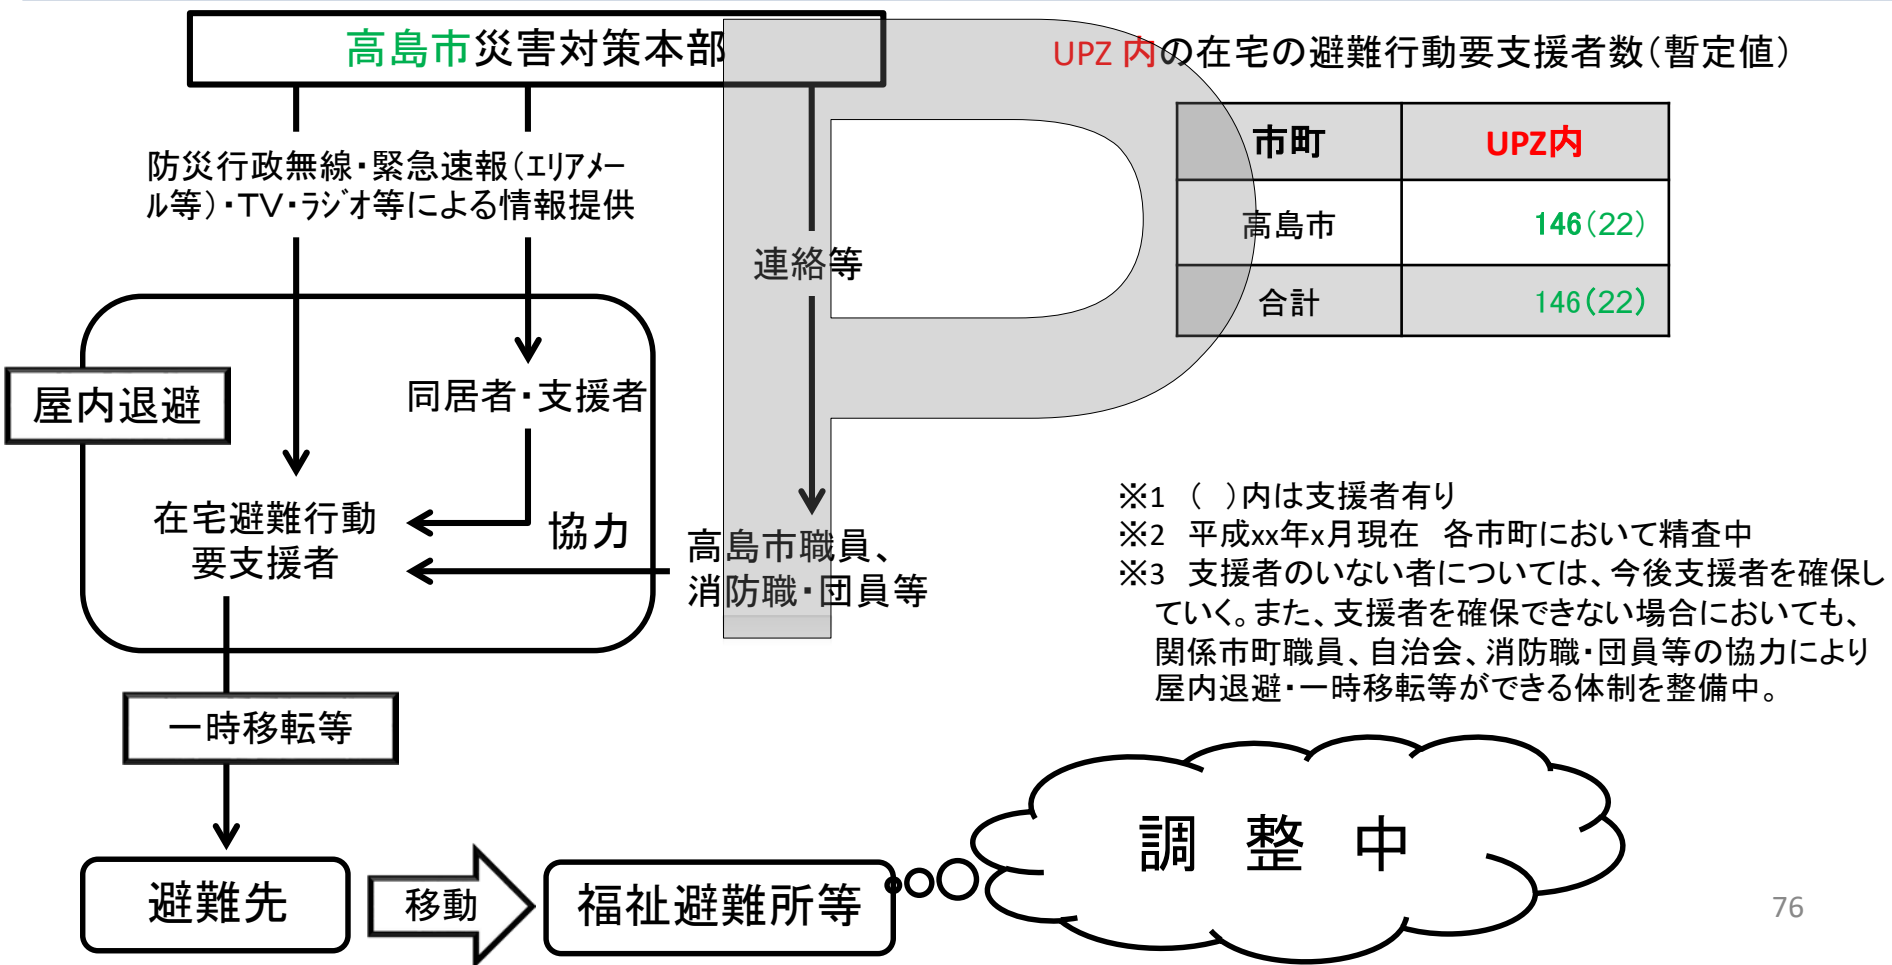 高島市災害対策本部
UPZ 内の在宅の避難行動要支援者数(暫定値)
防災行政無線・緊急速報(エリアメー
ル等)・TV・ラジオ等による情報提供
連絡等
市町 UPZ内
高島市 146(22)
合計 146(22)
屋内退避
同居者・支援者
在宅避難行動
要支援者
協力
高島市職員、
消防職・団員等
※1 ( )内は支援者有り
※2 平成xx年x月現在 各市町において精査中
※3 支援者のいない者については、今後支援者を確保し
ていく。また、支援者を確保できない場合においても、
関係市町職員、自治会、消防職・団員等の協力により
屋内退避・一時移転等ができる体制を整備中。
一時移転等
避難先
移動
福祉避難所等
調 整 中
P
76